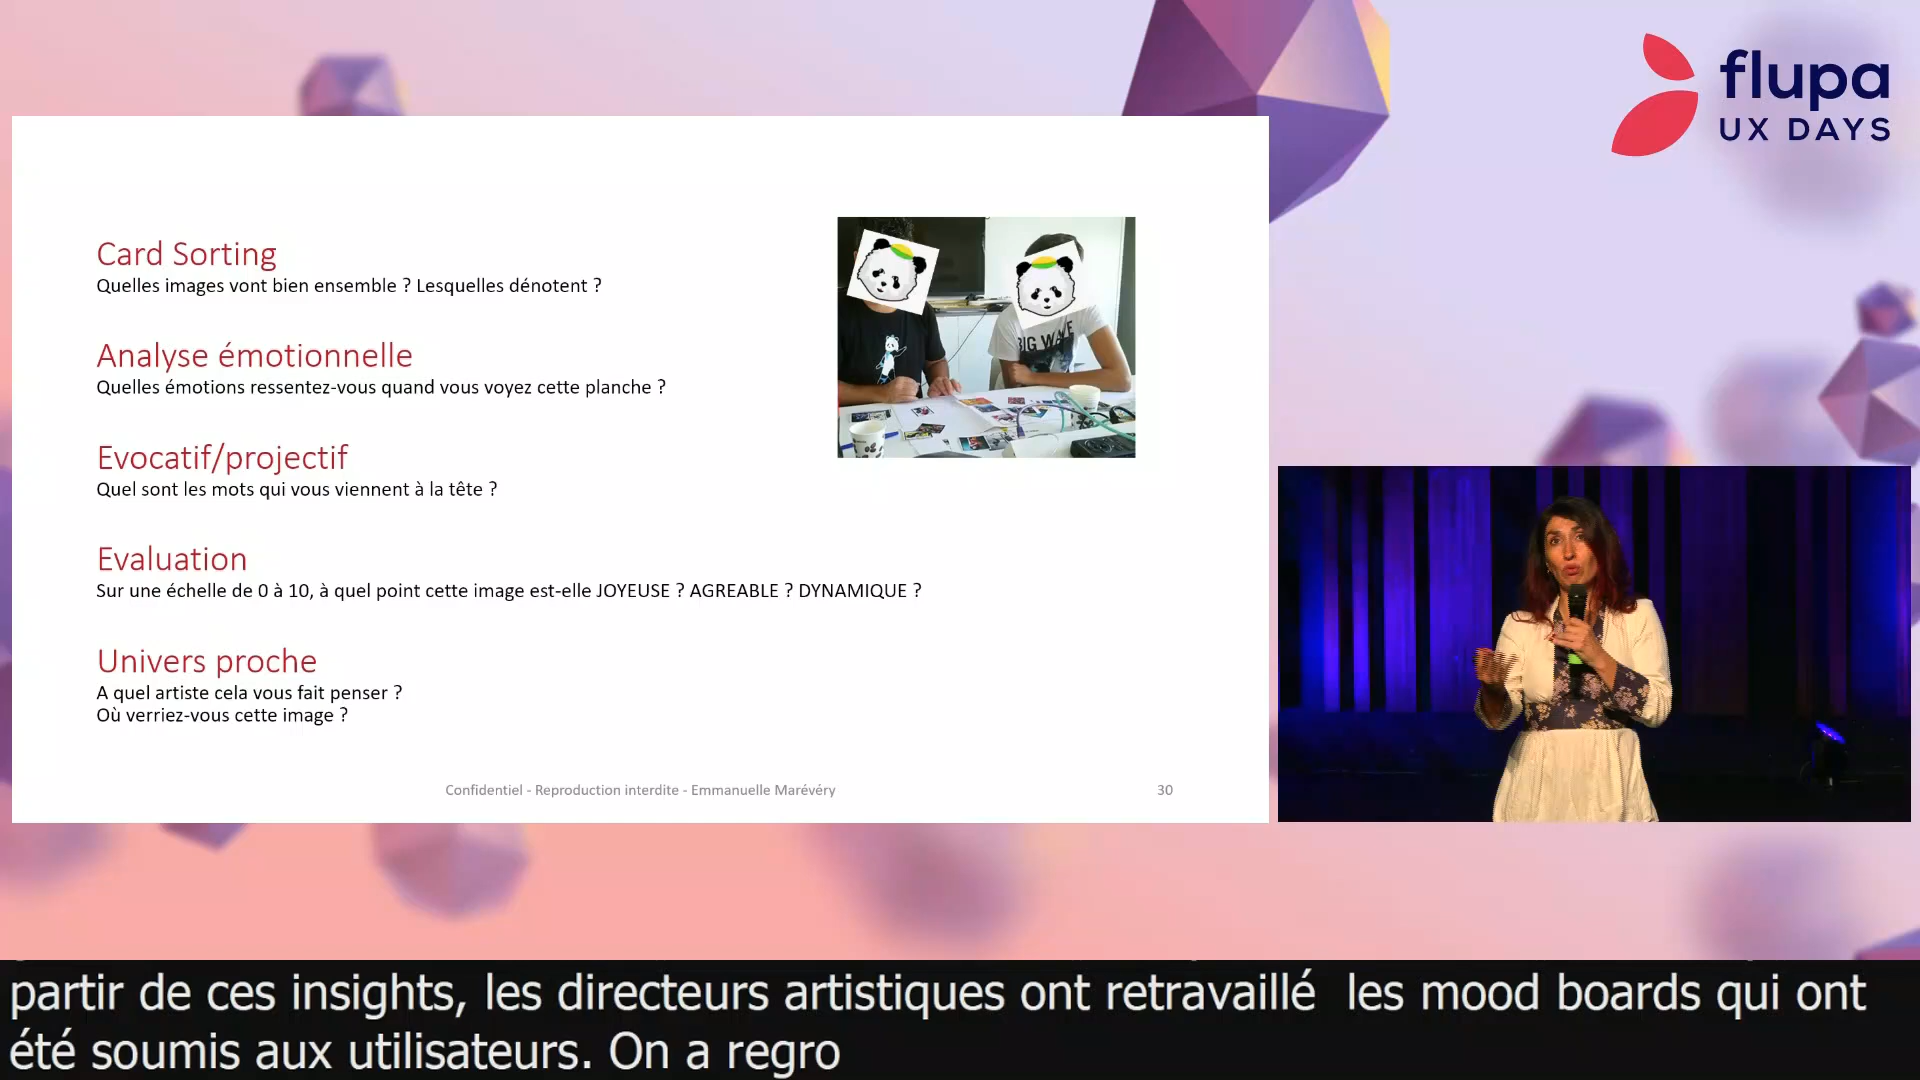 flupa
UX DAYS
Card Sorting
Quelles images vont bien ensemble ? Lesquelles dénotent ?
Analyse émotionnelle
Quelles émotions ressentez-vous quand vous voyez cette planche ?
Evocatif/projectif
Quel sont les mots qui vous viennent à la tête ?
Evaluation
Sur une échelle de 0 à 10, à quel point cette image est-elle JOYEUSE ? AGREABLE ? DYNAMIQUE ?
Univers proche
A quel artiste cela vous fait penser ?
Où verriez-vous cette image ?
BIG WAVE
Confidentiel - Reproduction interdite - Emmanuelle Marévéry
30
partir de ces insights, les directeurs artistiques ont retravaillé  les mood boards qui ont
été soumis aux utilisateurs. On a regro